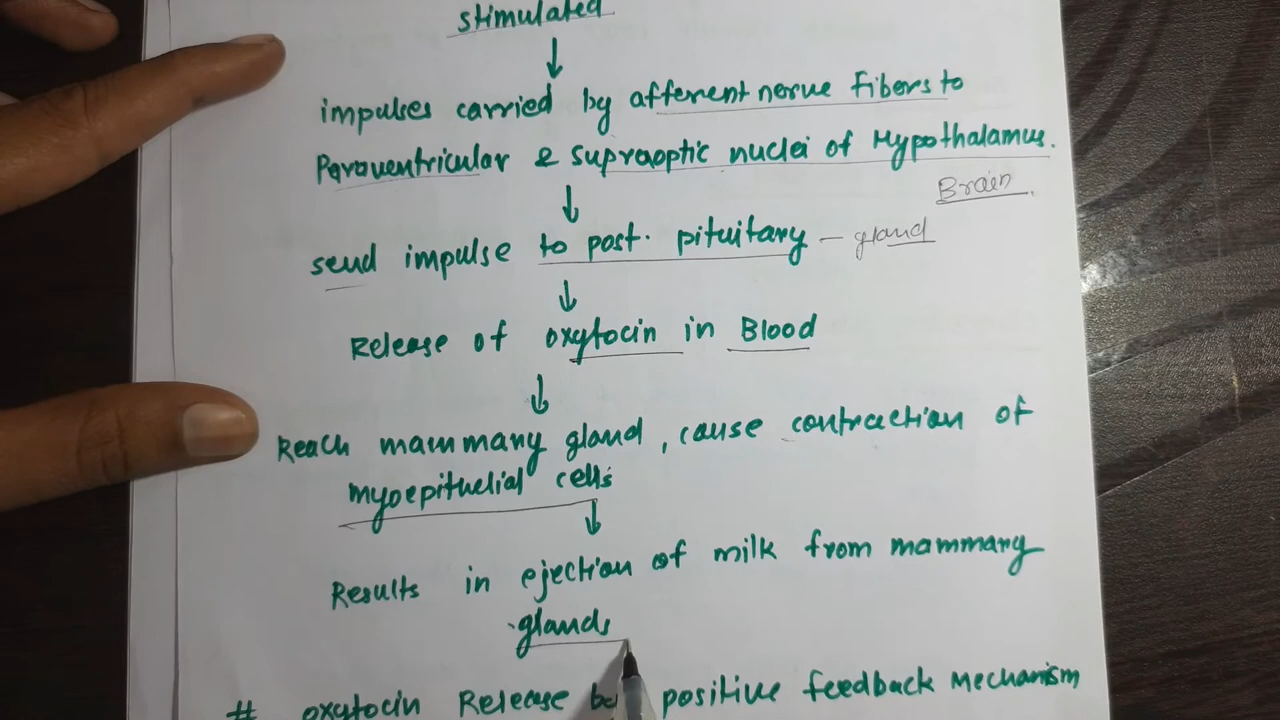 stimulated
↓
impulses carried by afferent nerve fibers to
Paraventricular & supraoptic nuclei of Hypothalamus.
Brain.
↓
send impulse to post. pituitary – gland
↓
Release of oxytocin in Blood
↓
Reach mammany gland, cause contraction of
myoepithelial cells
↓
Results in ejection of milk from mammary
glands
# oxytocin Release positive feedback mechanism